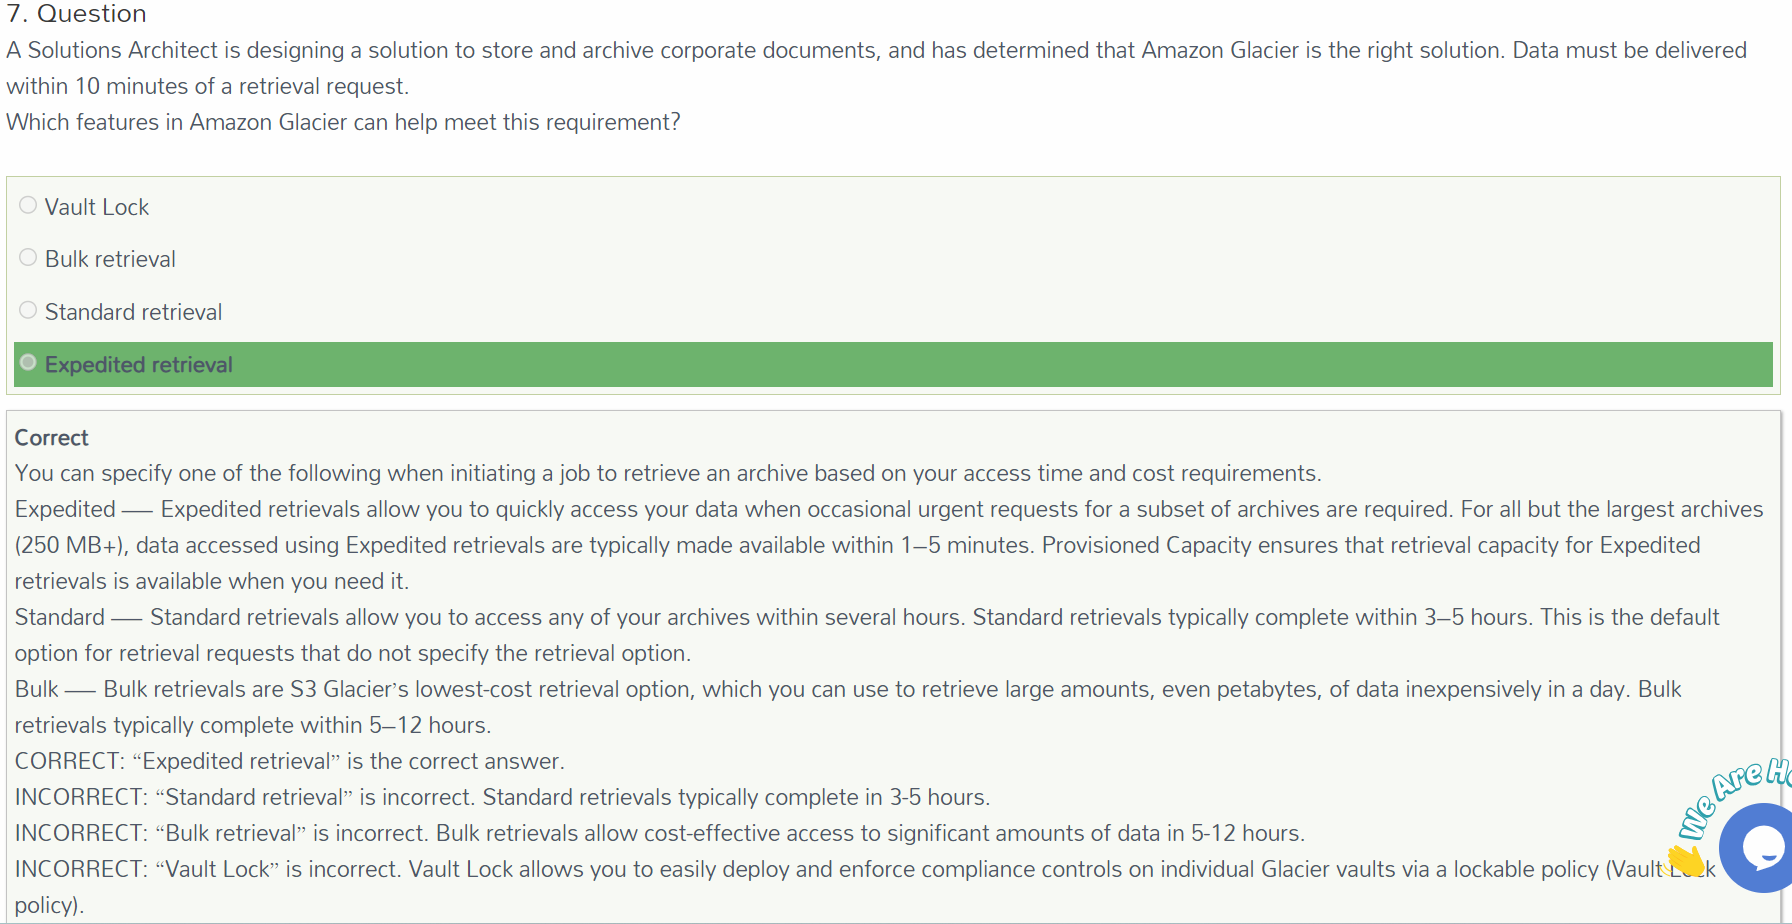 7. Question
A Solutions Architect is designing a solution to store and archive corporate documents, and has determined that Amazon Glacier is the right solution. Data must be delivered
within 10 minutes of a retrieval request.
Which features in Amazon Glacier can help meet this requirement?
Vault Lock
Bulk retrieval
Standard retrieval
Expedited retrieval
Correct
You can specify one of the following when initiating a job to retrieve an archive based on your access time and cost requirements.
Expedited — Expedited retrievals allow you to quickly access your data when occasional urgent requests for a subset of archives are required. For all but the largest archives
(250 MB+), data accessed using Expedited retrievals are typically made available within 1–5 minutes. Provisioned Capacity ensures that retrieval capacity for Expedited
retrievals is available when you need it.
Standard — Standard retrievals allow you to access any of your archives within several hours. Standard retrievals typically complete within 3–5 hours. This is the default
option for retrieval requests that do not specify the retrieval option.
Bulk — Bulk retrievals are S3 Glacier’s lowest-cost retrieval option, which you can use to retrieve large amounts, even petabytes, of data inexpensively in a day. Bulk
retrievals typically complete within 5–12 hours.
CORRECT: “Expedited retrieval” is the correct answer.
INCORRECT: “Standard retrieval” is incorrect. Standard retrievals typically complete in 3-5 hours.
INCORRECT: “Bulk retrieval” is incorrect. Bulk retrievals allow cost-effective access to significant amounts of data in 5-12 hours.
INCORRECT: “Vault Lock” is incorrect. Vault Lock allows you to easily deploy and enforce compliance controls on individual Glacier vaults via a lockable policy (Vault Lock
policy).
We Are